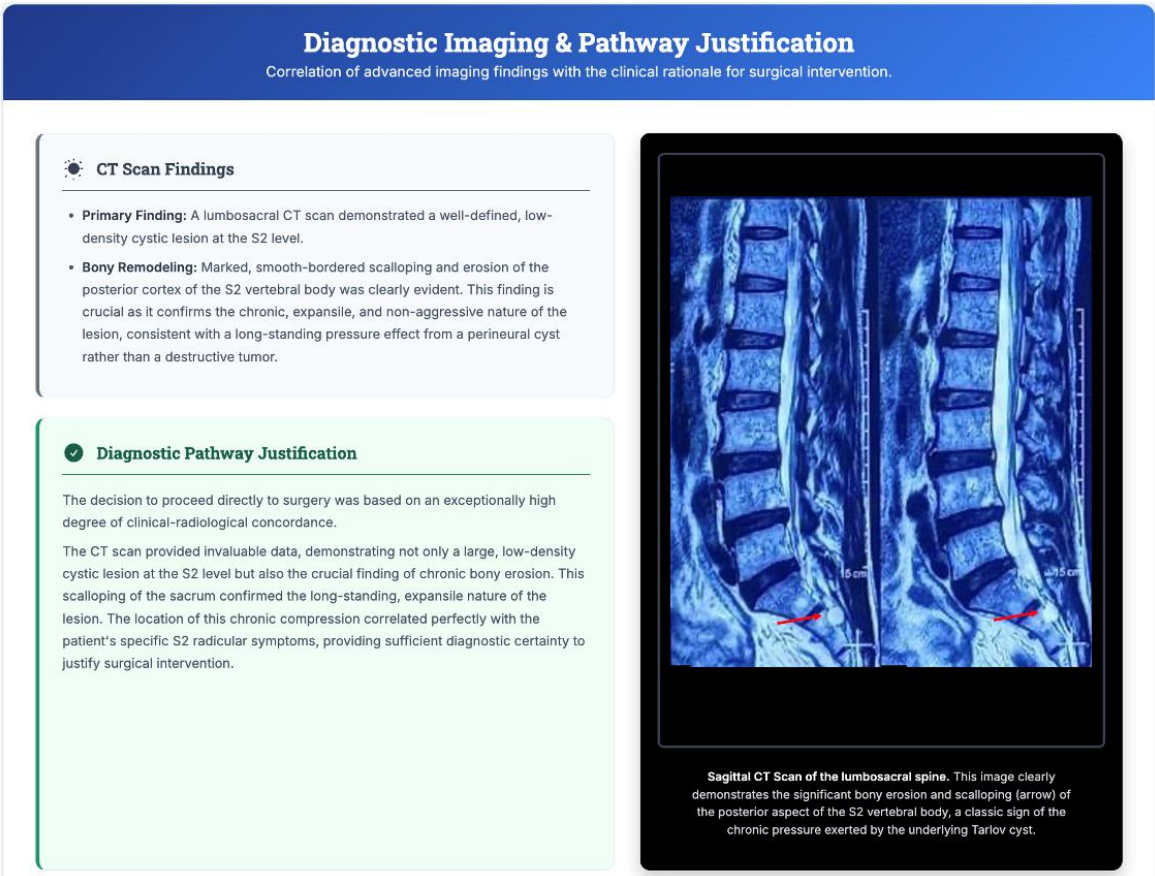 Diagnostic Imaging & Pathway Justification
Correlation of advanced imaging findings with the clinical rationale for surgical intervention.
CT Scan Findings
• Primary Finding: A lumbosacral CT scan demonstrated a well-defined, low-
density cystic lesion at the S2 level.
• Bony Remodeling: Marked, smooth-bordered scalloping and erosion of the
posterior cortex of the S2 vertebral body was clearly evident. This finding is
crucial as it confirms the chronic, expansile, and non-aggressive nature of the
lesion, consistent with a long-standing pressure effect from a perineural cyst
rather than a destructive tumor.
Diagnostic Pathway Justification
The decision to proceed directly to surgery was based on an exceptionally high
degree of clinical-radiological concordance.
The CT scan provided invaluable data, demonstrating not only a large, low-density
cystic lesion at the S2 level but also the crucial finding of chronic bony erosion. This
scalloping of the sacrum confirmed the long-standing, expansile nature of the
lesion. The location of this chronic compression correlated perfectly with the
patient's specific S2 radicular symptoms, providing sufficient diagnostic certainty to
justify surgical intervention.
15 cm
15 cm
Sagittal CT Scan of the lumbosacral spine. This image clearly
demonstrates the significant bony erosion and scalloping (arrow) of
the posterior aspect of the S2 vertebral body, a classic sign of the
chronic pressure exerted by the underlying Tarlov cyst.